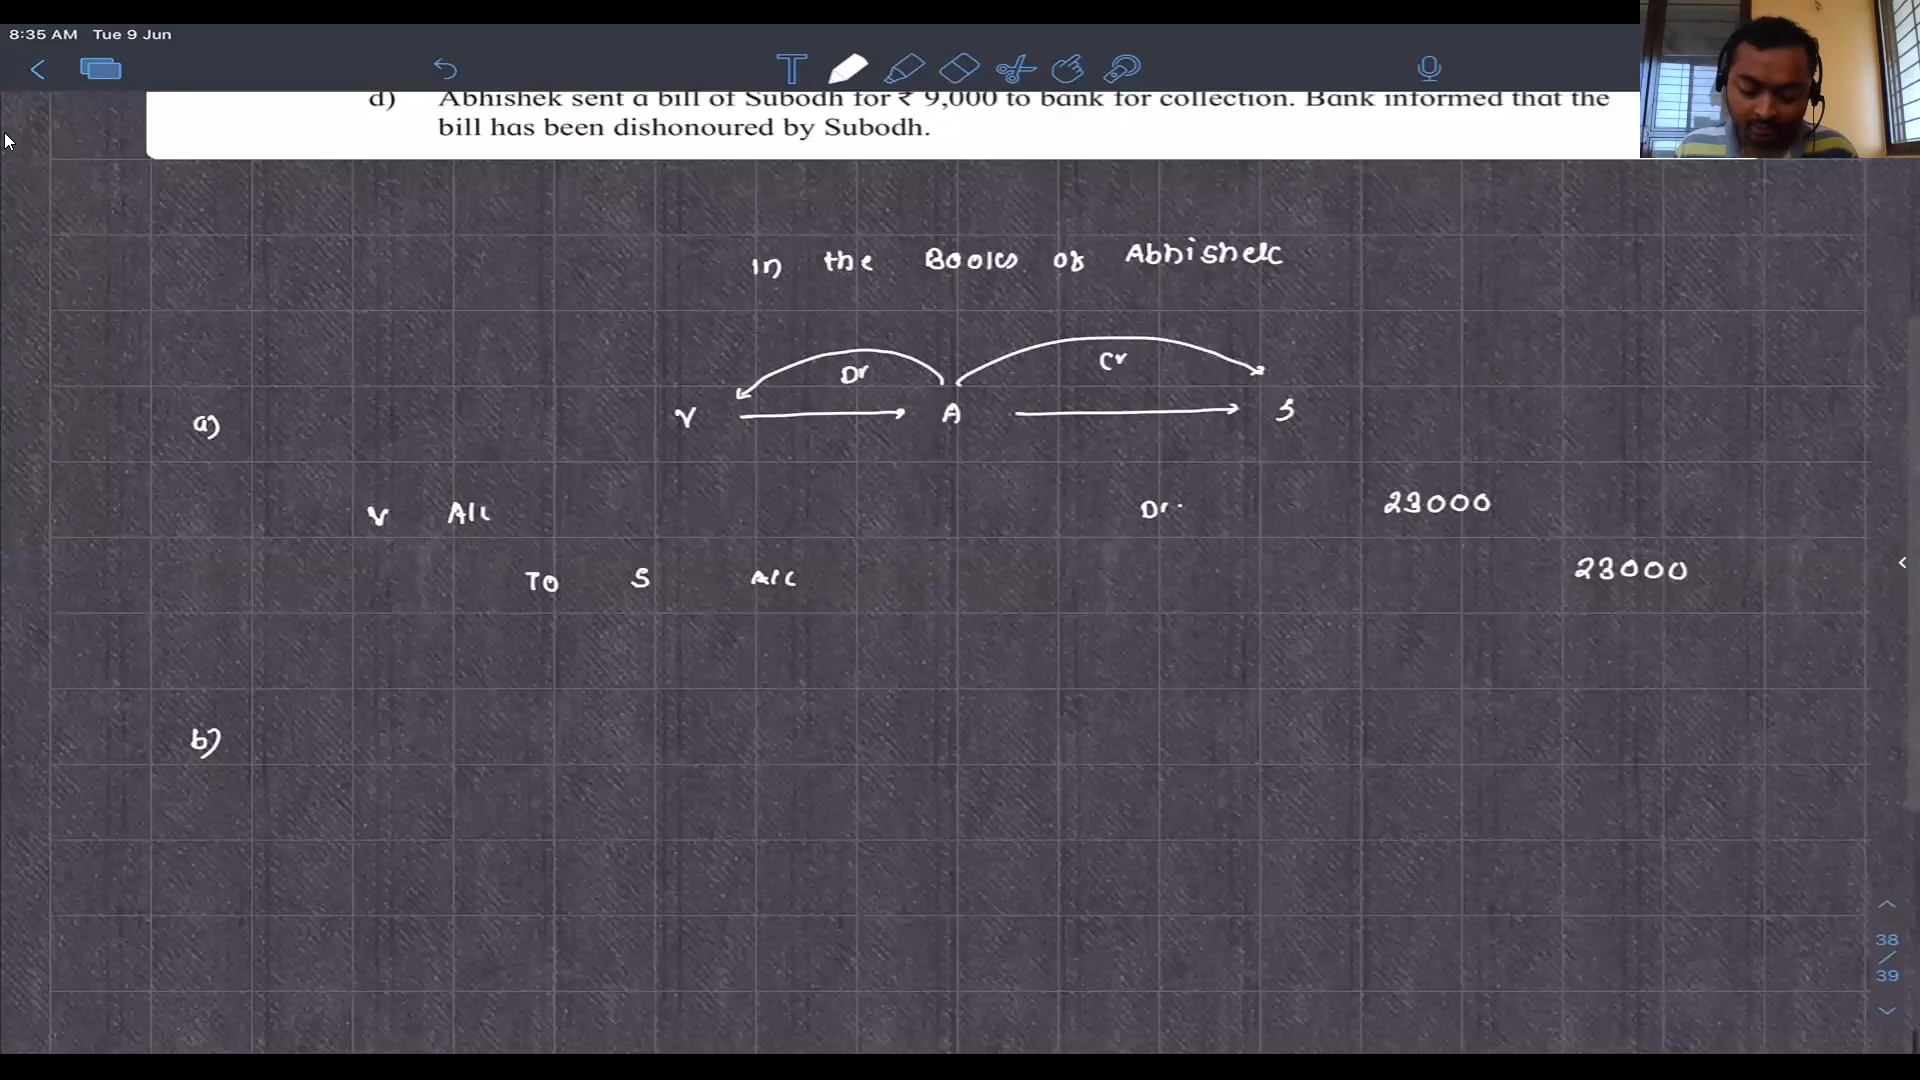 8:35 AM Tue 9 Jun
d) Abhishek sent a bill of Subodh for ₹ 9,000 to bank for collection. Bank informed that the
bill has been dishonoured by Subodh.
In the Books of Abhishek
Dr Cr
a) V A S
V A/c Dr. 23000
To S A/c 23000
b)
38
/
39